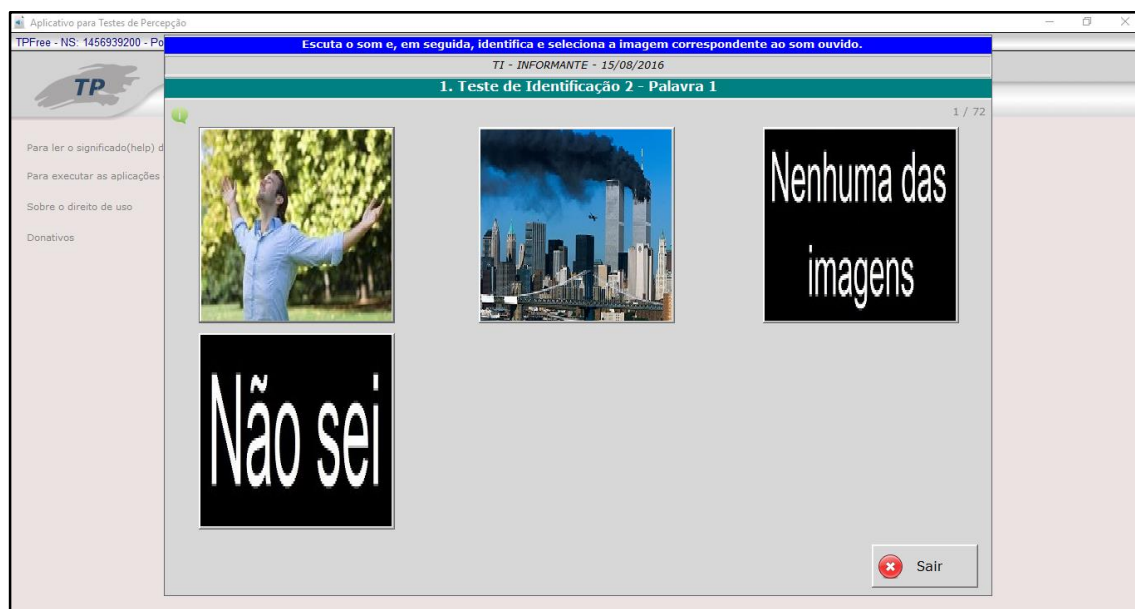 Aplicativo para Testes de Percepção
TPFree - NS: 1456939200 - Po
Escuta o som e, em seguida, identifica e seleciona a imagem correspondente ao som ouvido.
TI - INFORMANTE - 15/08/2016
TP
1. Teste de Identificação 2 - Palavra 1
1 / 72
Para ler o significado(help) d
Para executar as aplicações
Sobre o direito de uso
Donativos
Nenhuma das
imagens
Não sei
Sair